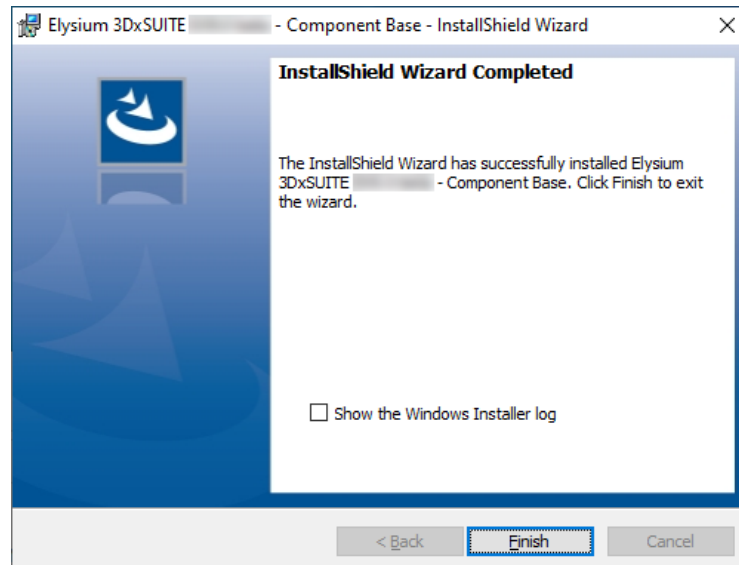 Elysium 3DxSUITE - Component Base - InstallShield Wizard
InstallShield Wizard Completed
The InstallShield Wizard has successfully installed Elysium
3DxSUITE - Component Base. Click Finish to exit
the wizard.
Show the Windows Installer log
< Back
Finish
Cancel